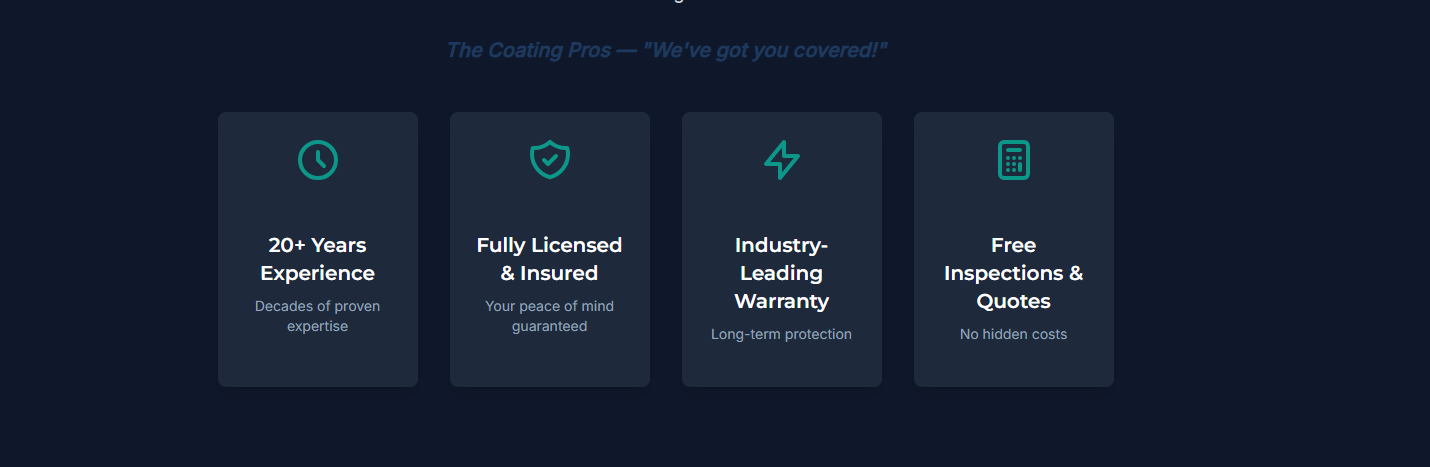 The Coating Pros — "We've got you covered!"
20+ Years
Experience
Decades of proven
expertise
Fully Licensed
& Insured
Your peace of mind
guaranteed
Industry-
Leading
Warranty
Long-term protection
Free
Inspections &
Quotes
No hidden costs